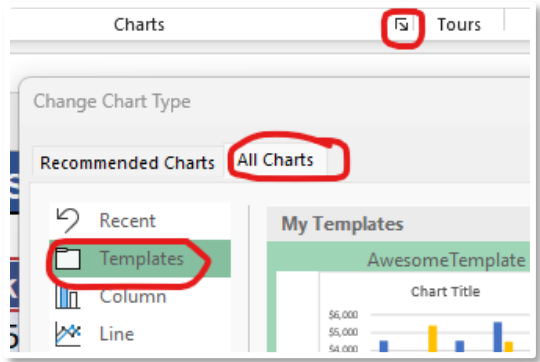 Charts Tours
Change Chart Type
Recommended Charts All Charts
Recent
Templates
Column
Line
My Templates
AwesomeTemplate
Chart Title
$6,000
$5,000
$4,000